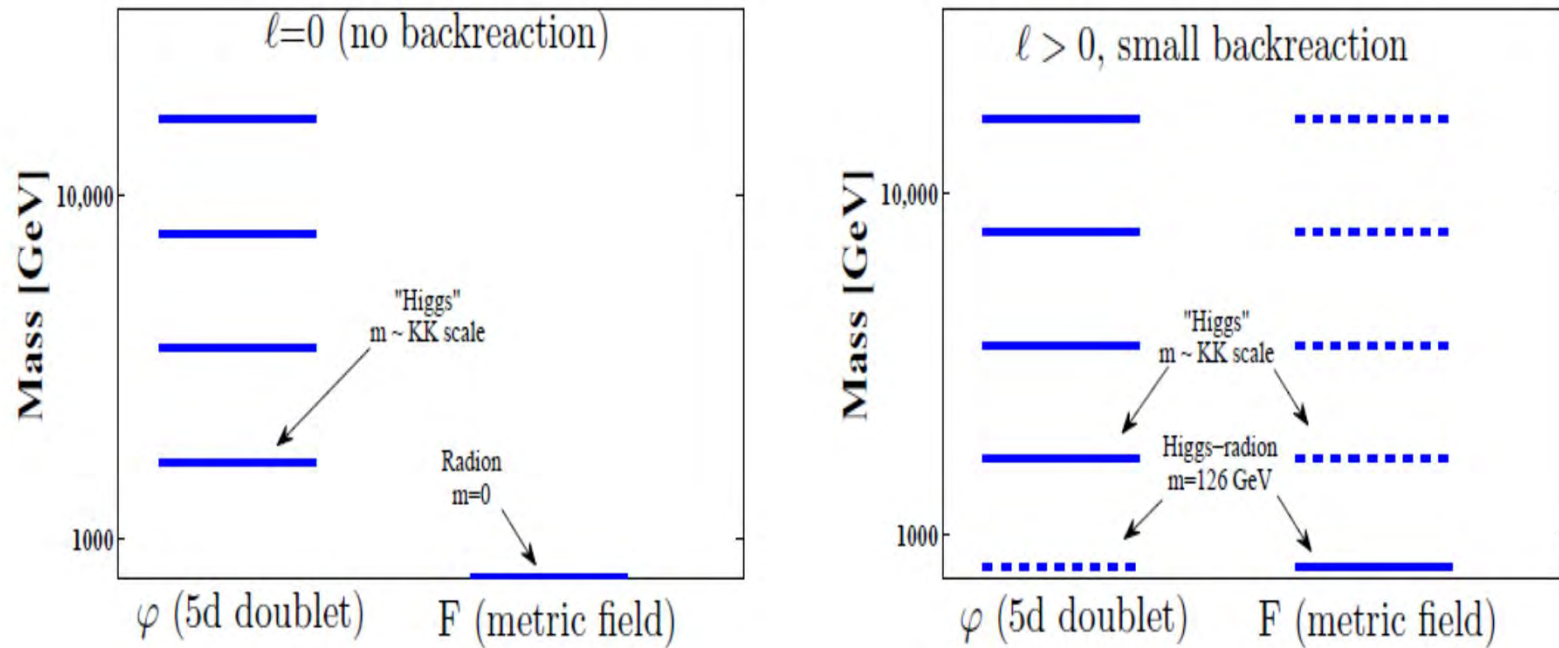 ℓ=0 (no backreaction)
Mass [GeV]
10,000
1000
"Higgs"
m ~ KK scale
Radion
m=0
φ (5d doublet)
F (metric field)
ℓ > 0, small backreaction
Mass [GeV]
10,000
1000
"Higgs"
m ~ KK scale
Higgs–radion
m=126 GeV
φ (5d doublet)
F (metric field)